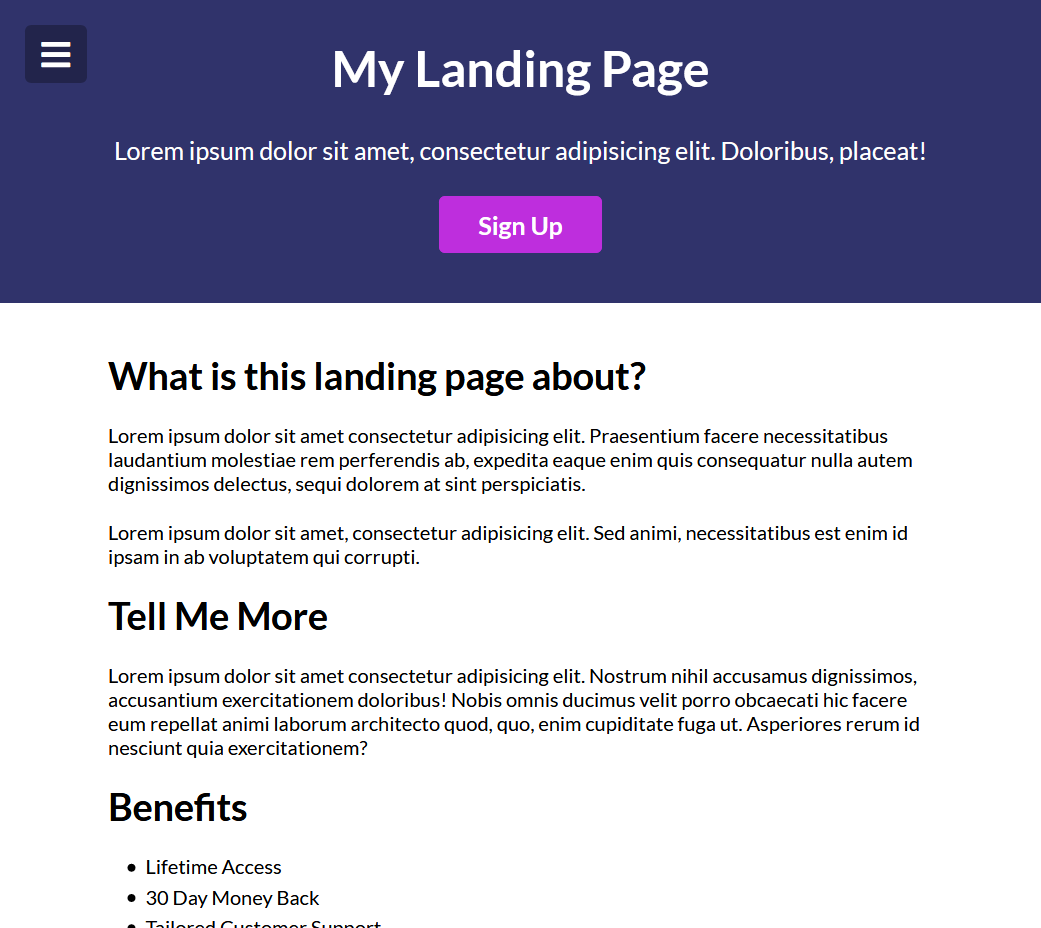 My Landing Page
Lorem ipsum dolor sit amet, consectetur adipisicing elit. Doloribus, placeat!
Sign Up
What is this landing page about?
Lorem ipsum dolor sit amet consectetur adipisicing elit. Praesentium facere necessitatibus
laudantium molestiae rem perferendis ab, expedita eaque enim quis consequatur nulla autem
dignissimos delectus, sequi dolorem at sint perspiciatis.
Lorem ipsum dolor sit amet, consectetur adipisicing elit. Sed animi, necessitatibus est enim id
ipsam in ab voluptatem qui corrupti.
Tell Me More
Lorem ipsum dolor sit amet consectetur adipisicing elit. Nostrum nihil accusamus dignissimos,
accusantium exercitationem doloribus! Nobis omnis ducimus velit porro obcaecati hic facere
eum repellat animi laborum architecto quod, quo, enim cupiditate fuga ut. Asperiores rerum id
nesciunt quia exercitationem?
Benefits
• Lifetime Access
• 30 Day Money Back
• Tailored Customer Support